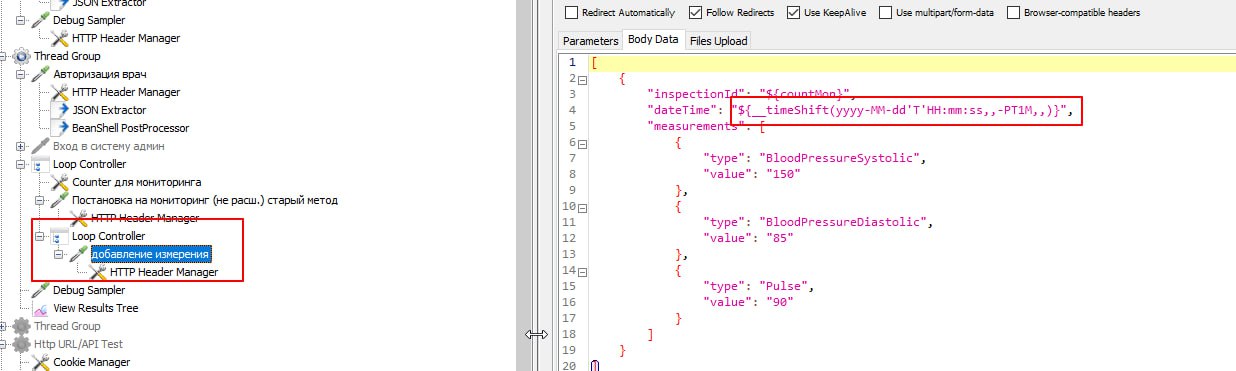 JSON Extractor
Debug Sampler
HTTP Header Manager
Thread Group
Авторизация врач
HTTP Header Manager
JSON Extractor
BeanShell PostProcessor
Вход в систему админ
Loop Controller
Counter для мониторинга
Постановка на мониторинг (не расш.) старый метод
HTTP Header Manager
Loop Controller
добавление измерения
HTTP Header Manager
Debug Sampler
View Results Tree
Thread Group
Http URL/API Test
Cookie Manager
Redirect Automatically Follow Redirects Use KeepAlive Use multipart/form-data Browser-compatible headers
Parameters Body Data Files Upload
1 [
2 {
3 "inspectionId": "${countMon}",
4 "dateTime": "${__timeShift(yyyy-MM-dd'T'HH:mm:ss,,-PT1M,,)}",
5 "measurements": [
6 {
7 "type": "BloodPressureSystolic",
8 "value": "150"
9 },
10 {
11 "type": "BloodPressureDiastolic",
12 "value": "85"
13 },
14 {
15 "type": "Pulse",
16 "value": "90"
17 }
18 ]
19 }
20 ]